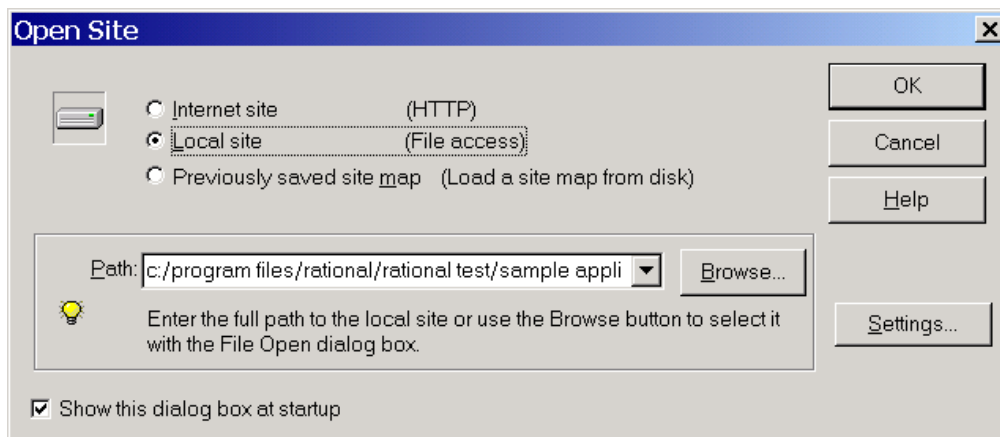 Open Site
Internet site (HTTP)
Local site (File access)
Previously saved site map (Load a site map from disk)
OK
Cancel
Help
Path: c:/program files/rational/rational test/sample appli
Browse...
Enter the full path to the local site or use the Browse button to select it
with the File Open dialog box.
Settings...
Show this dialog box at startup